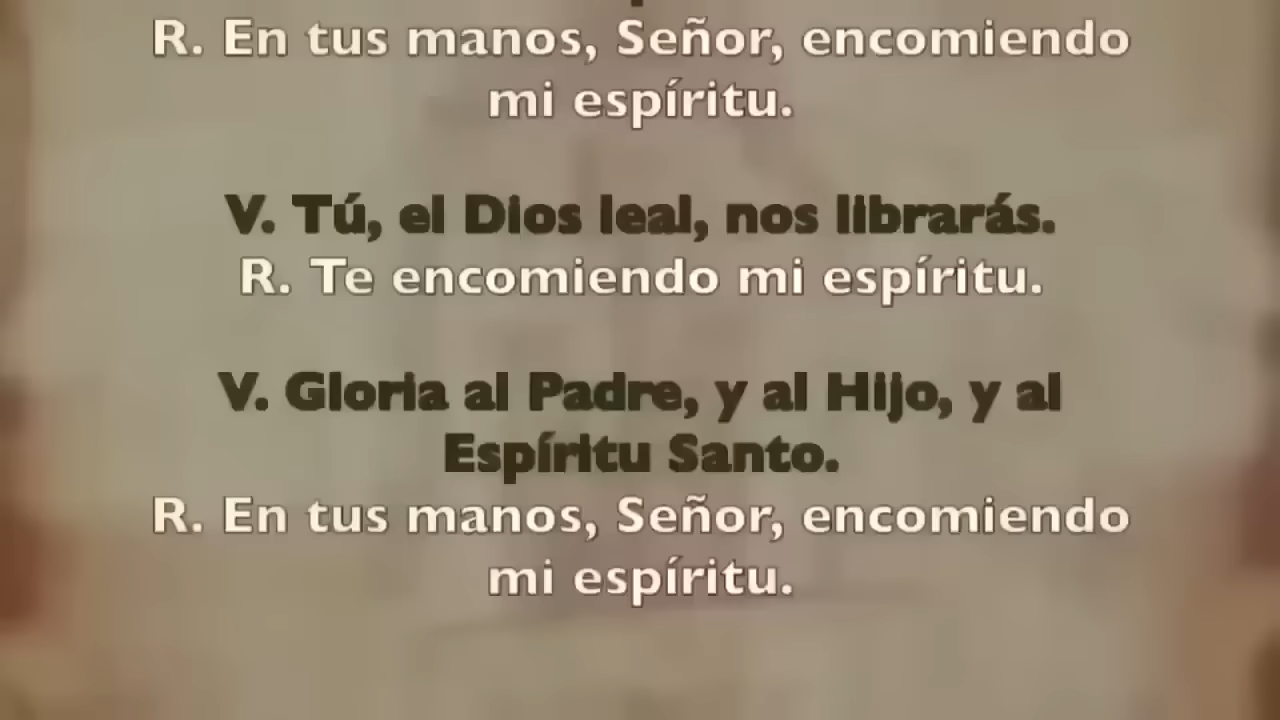 R. En tus manos, Señor, encomiendo
mi espíritu.
V. Tú, el Dios leal, nos librarás.
R. Te encomiendo mi espíritu.
V. Gloria al Padre, y al Hijo, y al
Espíritu Santo.
R. En tus manos, Señor, encomiendo
mi espíritu.